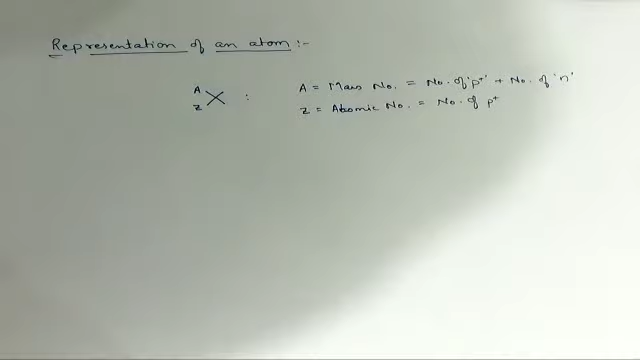 Representation of an atom :-
A X : A = Mass No. = No. of 'p+' + No. of 'n'
Z Z = Atomic No. = No. of p+